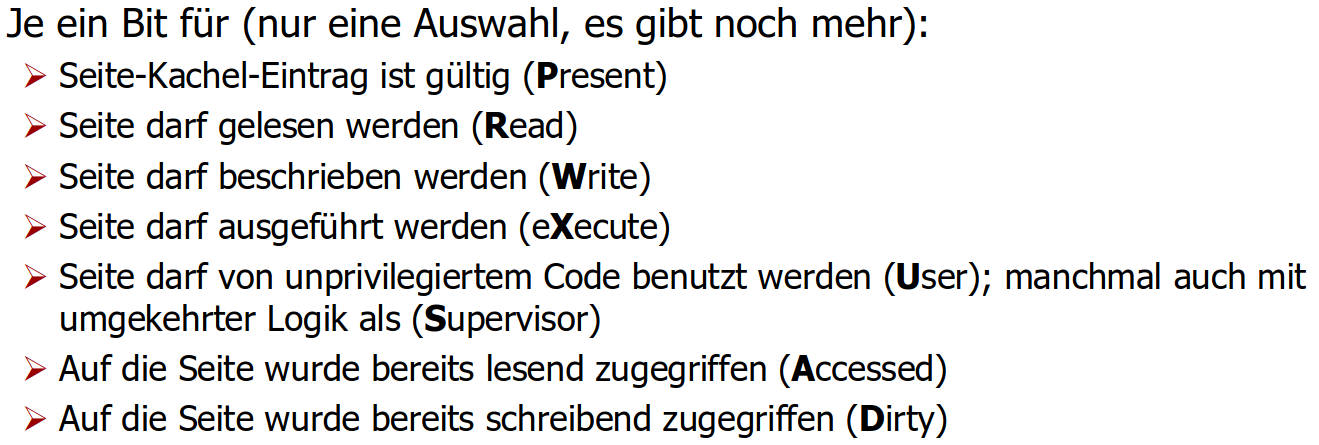 Je ein Bit für (nur eine Auswahl, es gibt noch mehr):
➢ Seite-Kachel-Eintrag ist gültig (Present)
➢ Seite darf gelesen werden (Read)
➢ Seite darf beschrieben werden (Write)
➢ Seite darf ausgeführt werden (eXecute)
➢ Seite darf von unprivilegiertem Code benutzt werden (User); manchmal auch mit
umgekehrter Logik als (Supervisor)
➢ Auf die Seite wurde bereits lesend zugegriffen (Accessed)
➢ Auf die Seite wurde bereits schreibend zugegriffen (Dirty)